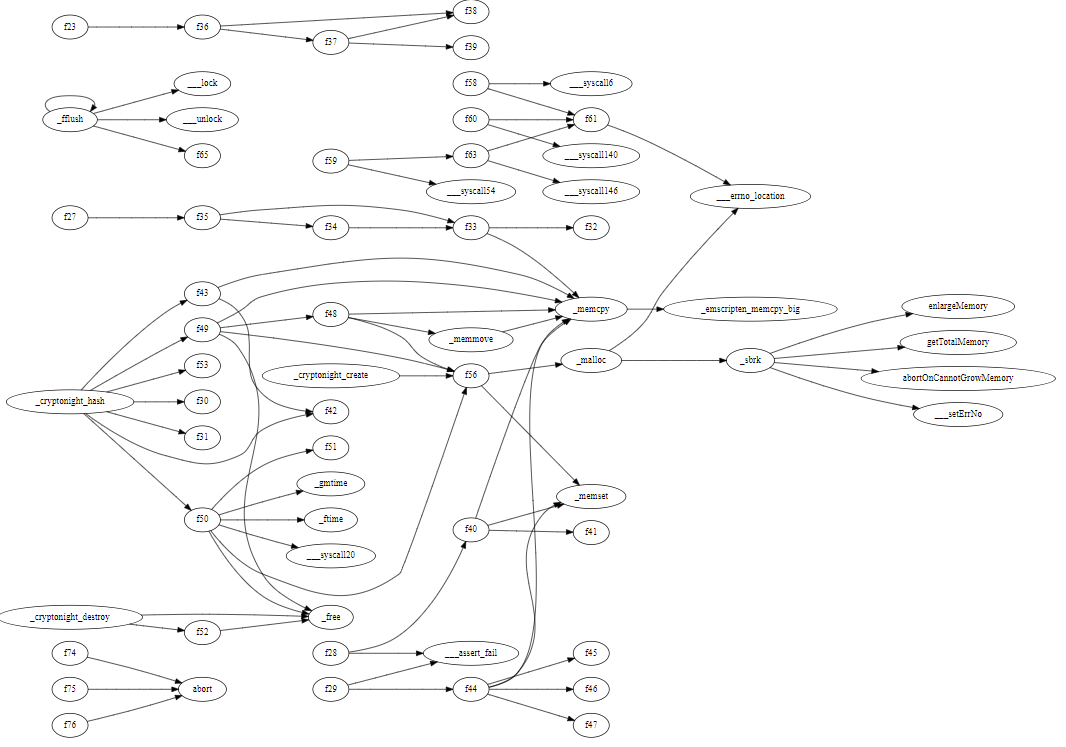 f38
f23
f36
f37
f39
___lock
f58
___syscall6
_fflush
___unlock
f60
f61
f65
f59
f63
___syscall140
___syscall54
___syscall146
___errno_location
f27
f35
f34
f33
f32
f43
f49
f48
_memcpy
_emscripten_memcpy_big
enlargeMemory
_memmove
getTotalMemory
f53
_malloc
_sbrk
_cryptonight_create
f56
abortOnCannotGrowMemory
_cryptonight_hash
f30
f42
___setErrNo
f31
f51
_gmtime
_memset
f50
_ftime
f40
f41
___syscall20
_cryptonight_destroy
_free
f52
f74
f28
___assert_fail
f45
f75
abort
f29
f44
f46
f76
f47